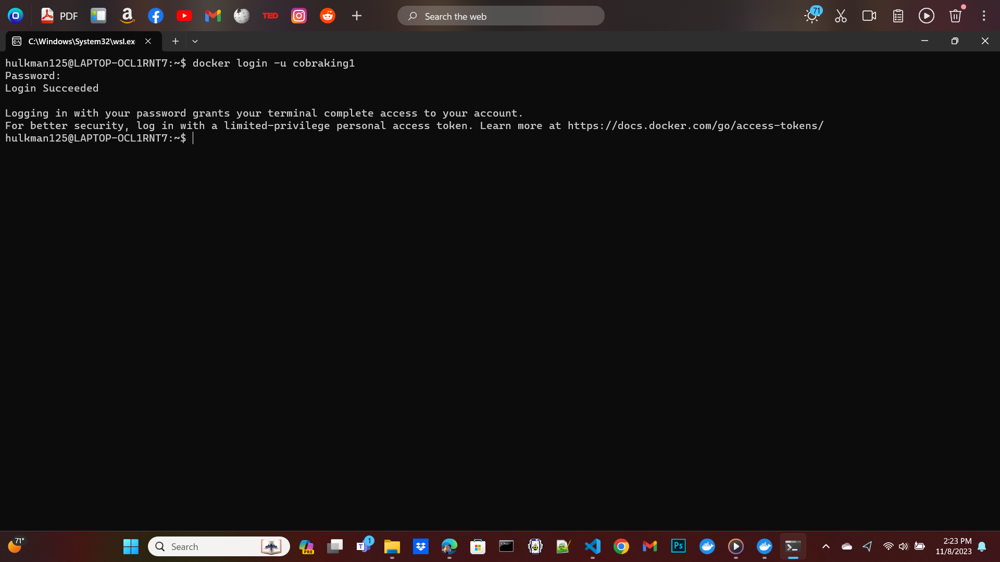 PDF
TED
Search the web
71
C:\Windows\System32\wsl.ex
hulkman125@LAPTOP-OCL1RNT7:~$ docker login -u cobraking1
Password:
Login Succeeded
Logging in with your password grants your terminal complete access to your account.
For better security, log in with a limited-privilege personal access token. Learn more at https://docs.docker.com/go/access-tokens/
hulkman125@LAPTOP-OCL1RNT7:~$
71°
Search
PRE
T
1
Ps
2:23 PM
11/8/2023